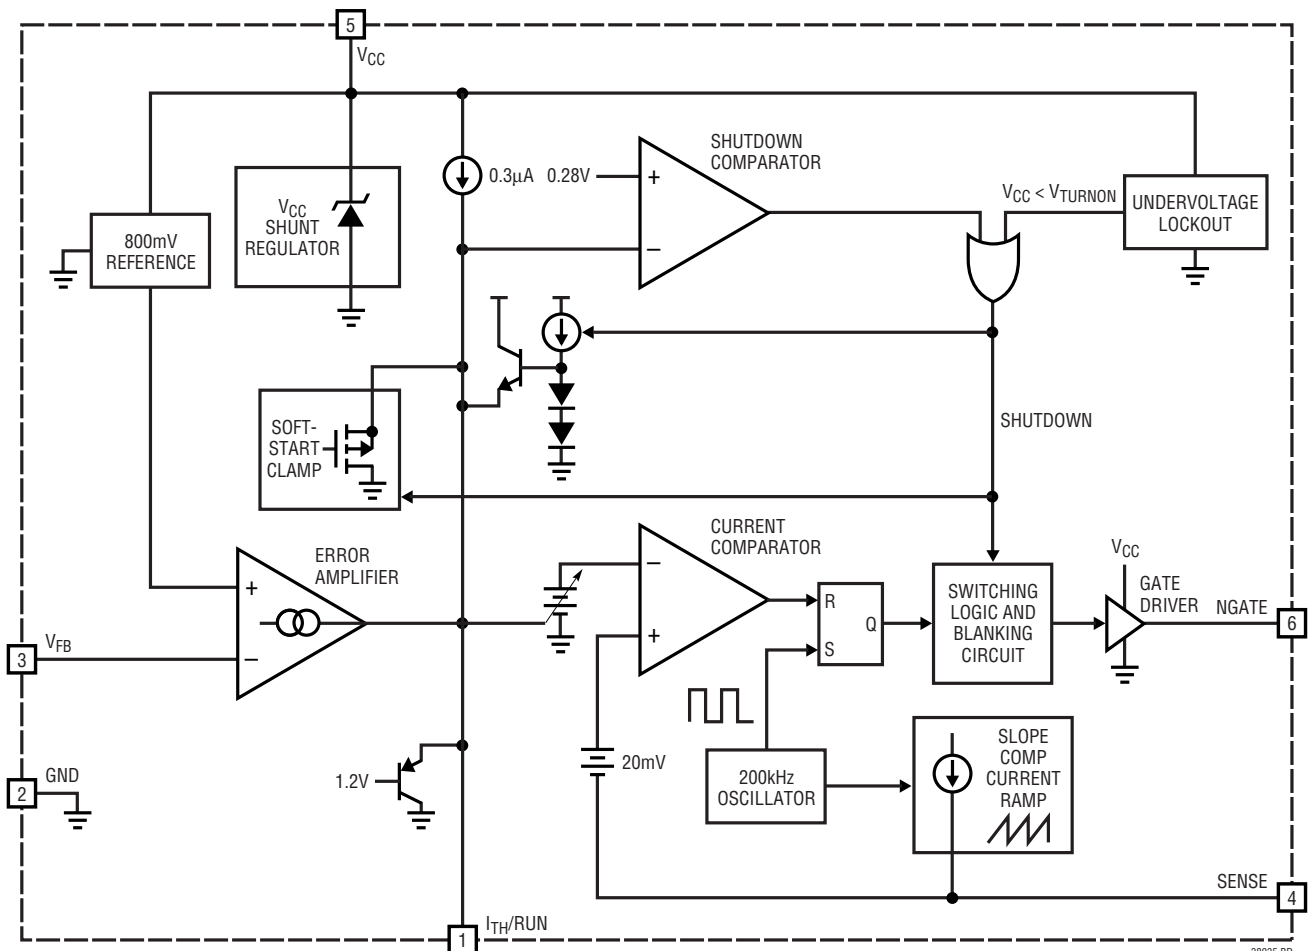 5
VCC
0.3μA
0.28V
SHUTDOWN
COMPARATOR
+
−
VCC < VTURNON
UNDERVOLTAGE
LOCKOUT
VCC
SHUNT
REGULATOR
800mV
REFERENCE
SOFT-
START
CLAMP
SHUTDOWN
ERROR
AMPLIFIER
+
−
CURRENT
COMPARATOR
−
+
R
S
Q
SWITCHING
LOGIC AND
BLANKING
CIRCUIT
VCC
GATE
DRIVER
NGATE
6
3
VFB
2
GND
1.2V
20mV
200kHz
OSCILLATOR
SLOPE
COMP
CURRENT
RAMP
SENSE
4
1
ITH/RUN